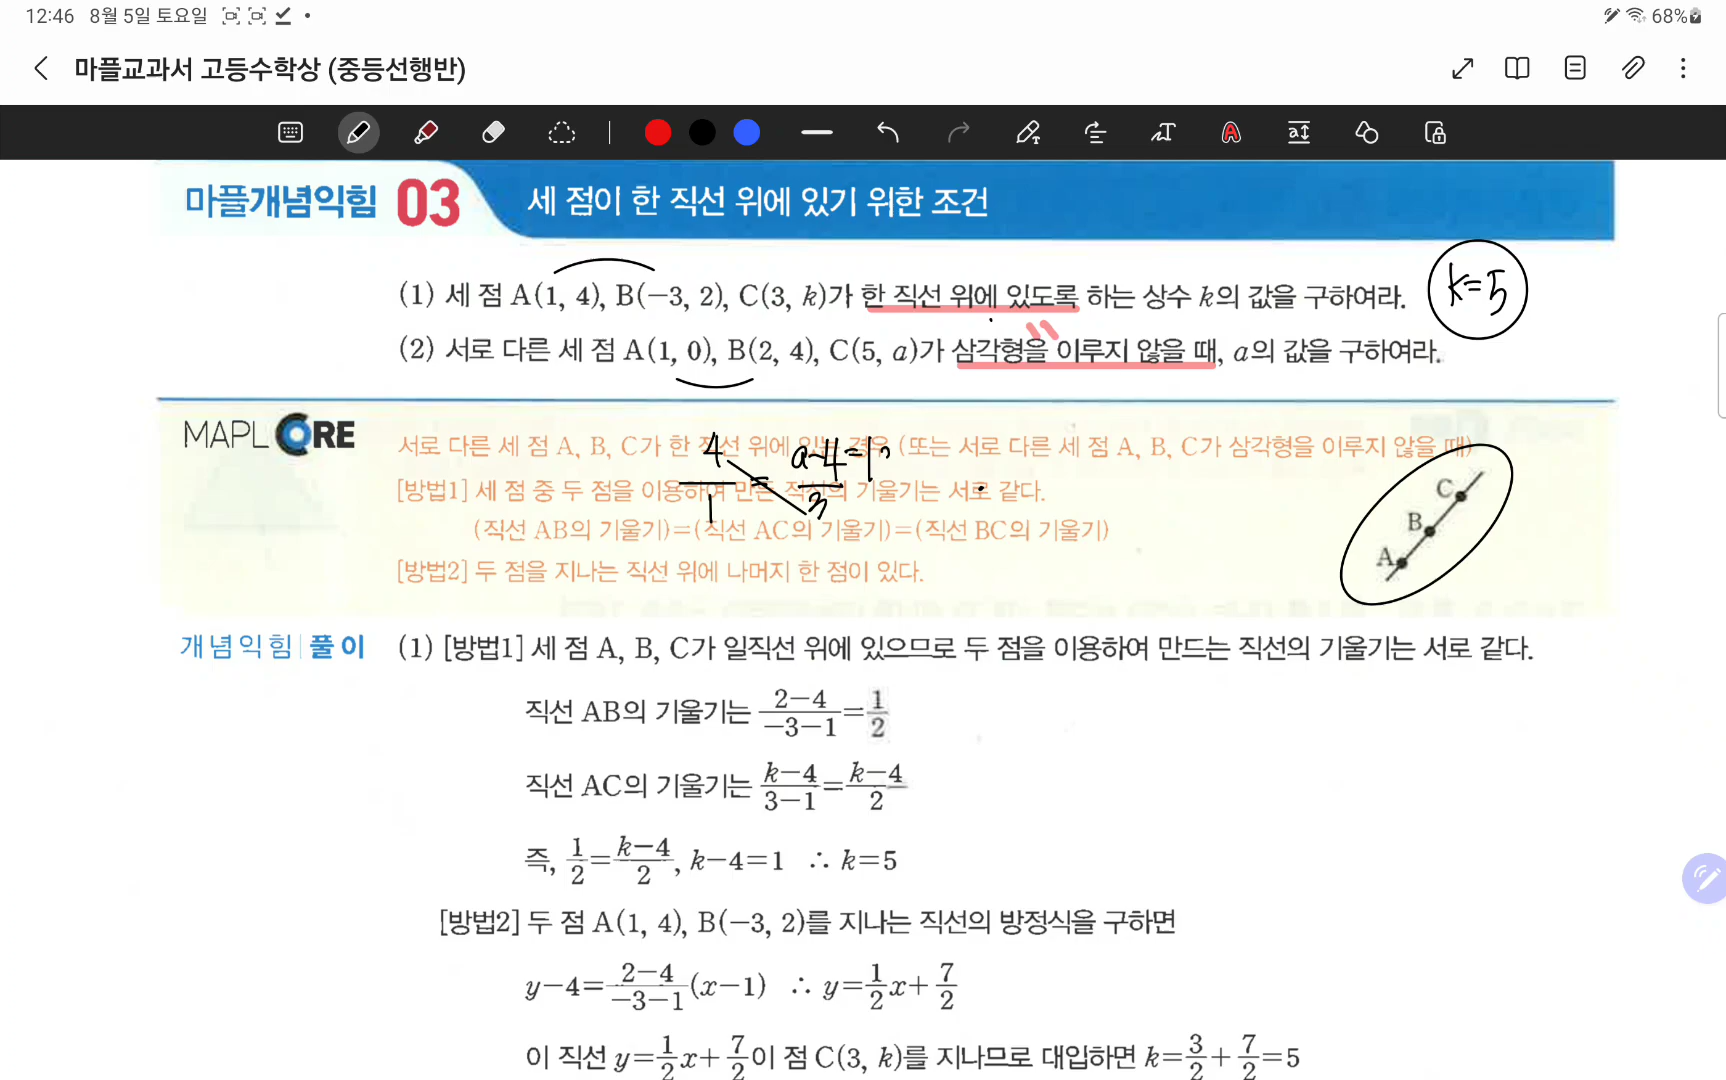 12:46 8월 5일 토요일
68%
마플교과서 고등수학상 (중등선행반)
마플개념익힘 03 세 점이 한 직선 위에 있기 위한 조건
(1) 세 점 A(1, 4), B(−3, 2), C(3, k)가 한 직선 위에 있도록 하는 상수 k의 값을 구하여라.
k=5
(2) 서로 다른 세 점 A(1, 0), B(2, 4), C(5, a)가 삼각형을 이루지 않을 때, a의 값을 구하여라.
MAPL CORE
서로 다른 세 점 A, B, C가 한 직선 위에 있는 경우 (또는 서로 다른 세 점 A, B, C가 삼각형을 이루지 않을 때)
4/1 = a-4/3
[방법1] 세 점 중 두 점을 이용하여 만든 직선의 기울기는 서로 같다.
(직선 AB의 기울기)=(직선 AC의 기울기)=(직선 BC의 기울기)
[방법2] 두 점을 지나는 직선 위에 나머지 한 점이 있다.
C
B
A
개념익힘 | 풀이 (1) [방법1] 세 점 A, B, C가 일직선 위에 있으므로 두 점을 이용하여 만드는 직선의 기울기는 서로 같다.
직선 AB의 기울기는 2−4/−3−1=1/2
직선 AC의 기울기는 k−4/3−1=k−4/2
즉, 1/2=k−4/2, k−4=1 ∴ k=5
[방법2] 두 점 A(1, 4), B(−3, 2)를 지나는 직선의 방정식을 구하면
y−4=2−4/−3−1(x−1) ∴ y=1/2x+7/2
이 직선 y=1/2x+7/2이 점 C(3, k)를 지나므로 대입하면 k=3/2+7/2=5